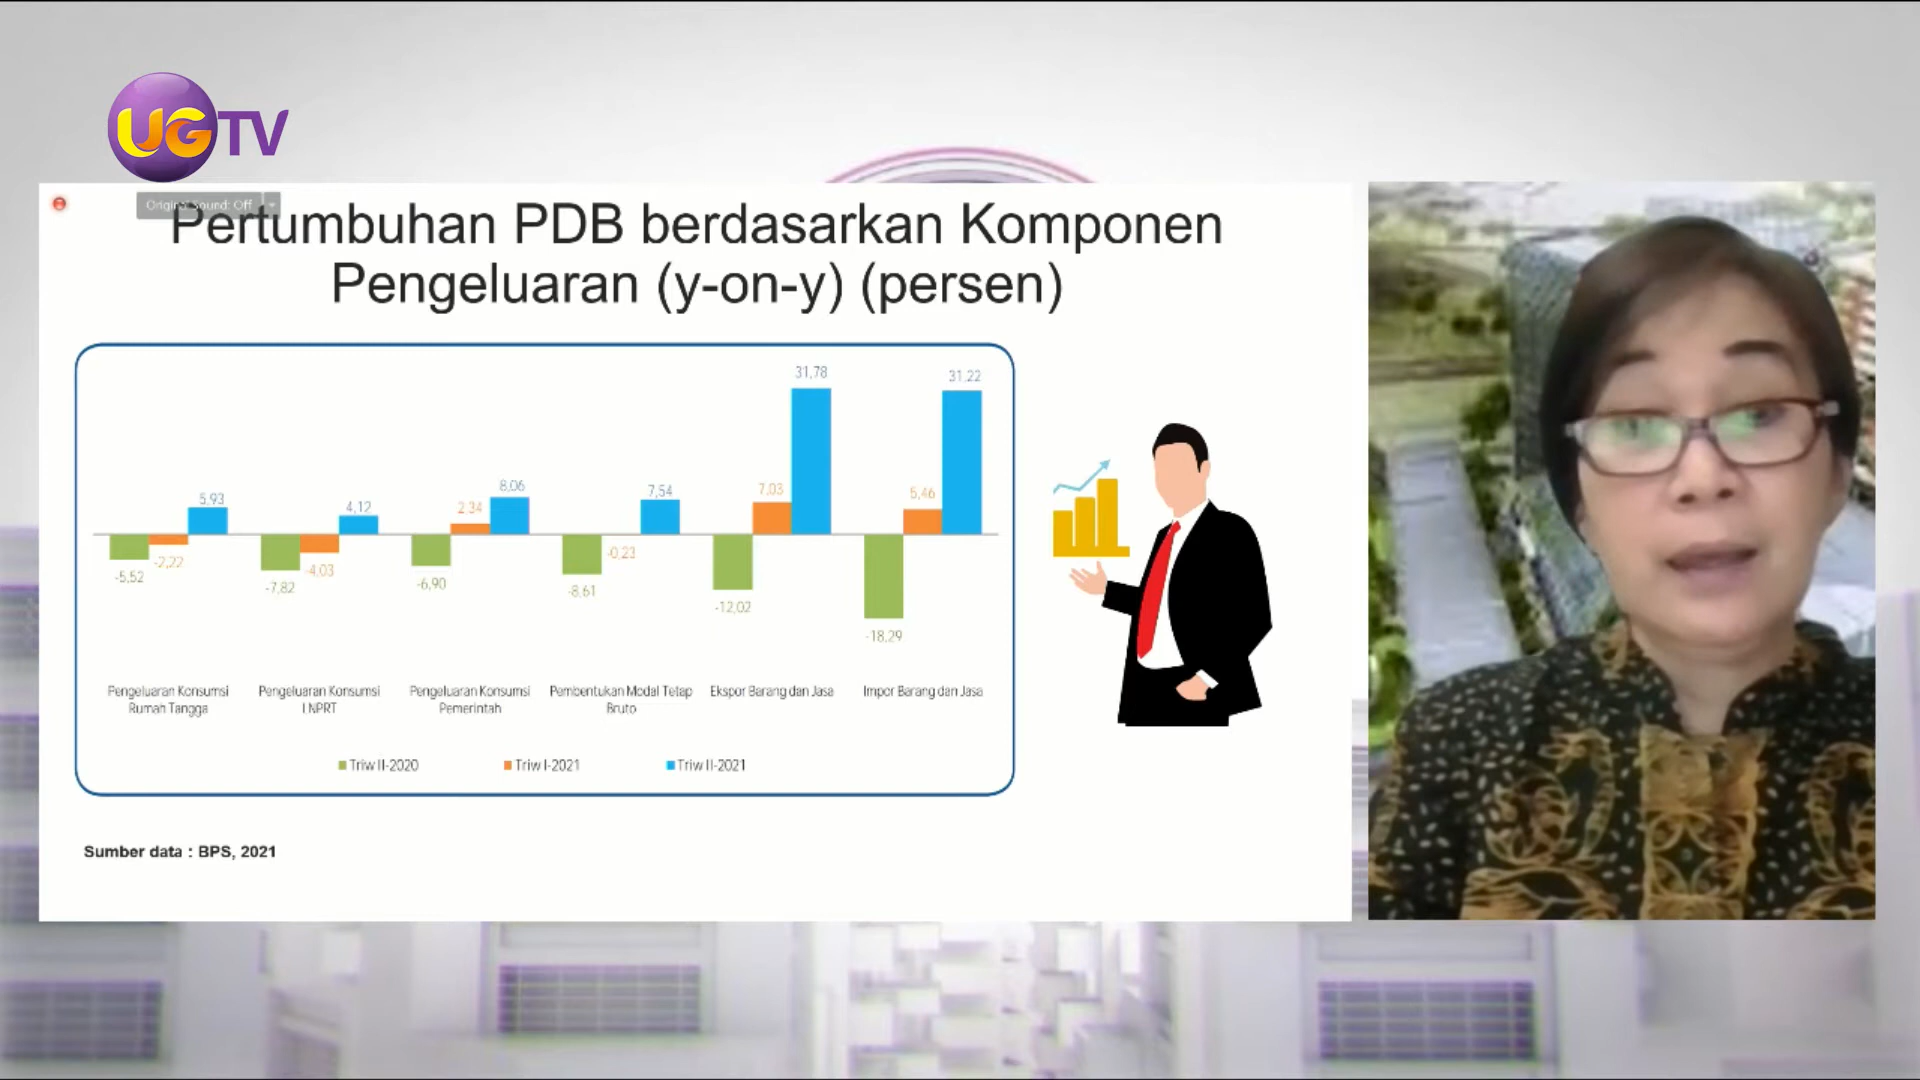 UGTV
Original Sound: Off
Pertumbuhan PDB berdasarkan Komponen
Pengeluaran (y-on-y) (persen)
31,78
31,22
5,93
4,12
2,34
8,06
7,54
7,03
5,46
-5,52
-2,22
-7,82
-4,03
-6,90
-8,61
-0,23
-12,02
-18,29
Pengeluaran Konsumsi
Rumah Tangga
Pengeluaran Konsumsi
LNPRT
Pengeluaran Konsumsi
Pemerintah
Pembentukan Modal Tetap
Bruto
Ekspor Barang dan Jasa
Impor Barang dan Jasa
Triw II-2020
Triw I-2021
Triw II-2021
Sumber data : BPS, 2021